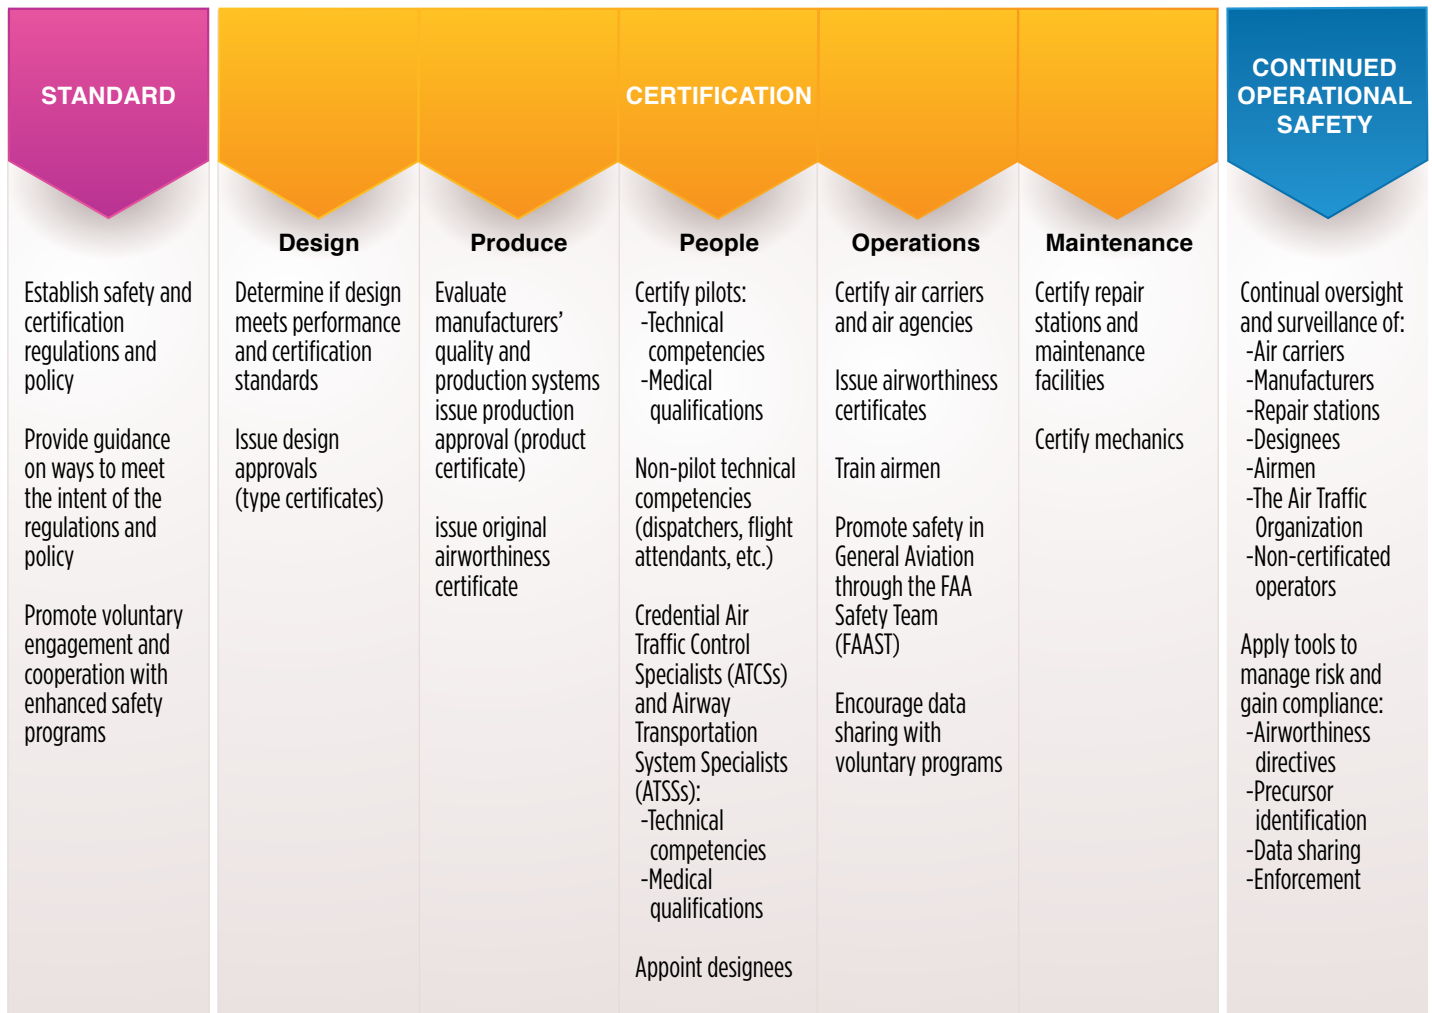 STANDARD
Establish safety and
certification
regulations and
policy
Provide guidance
on ways to meet
the intent of the
regulations and
policy
Promote voluntary
engagement and
cooperation with
enhanced safety
programs
CERTIFICATION
Design
Determine if design
meets performance
and certification
standards
Issue design
approvals
(type certificates)
Produce
Evaluate
manufacturers’
quality and
production systems
issue production
approval (product
certificate)
issue original
airworthiness
certificate
People
Certify pilots:
-Technical
competencies
-Medical
qualifications
Non-pilot technical
competencies
(dispatchers, flight
attendants, etc.)
Credential Air
Traffic Control
Specialists (ATCSs)
and Airway
Transportation
System Specialists
(ATSSs):
-Technical
competencies
-Medical
qualifications
Appoint designees
Operations
Certify air carriers
and air agencies
Issue airworthiness
certificates
Train airmen
Promote safety in
General Aviation
through the FAA
Safety Team
(FAAST)
Encourage data
sharing with
voluntary programs
Maintenance
Certify repair
stations and
maintenance
facilities
Certify mechanics
CONTINUED
OPERATIONAL
SAFETY
Continual oversight
and surveillance of:
-Air carriers
-Manufacturers
-Repair stations
-Designees
-Airmen
-The Air Traffic
Organization
-Non-certificated
operators
Apply tools to
manage risk and
gain compliance:
-Airworthiness
directives
-Precursor
identification
-Data sharing
-Enforcement